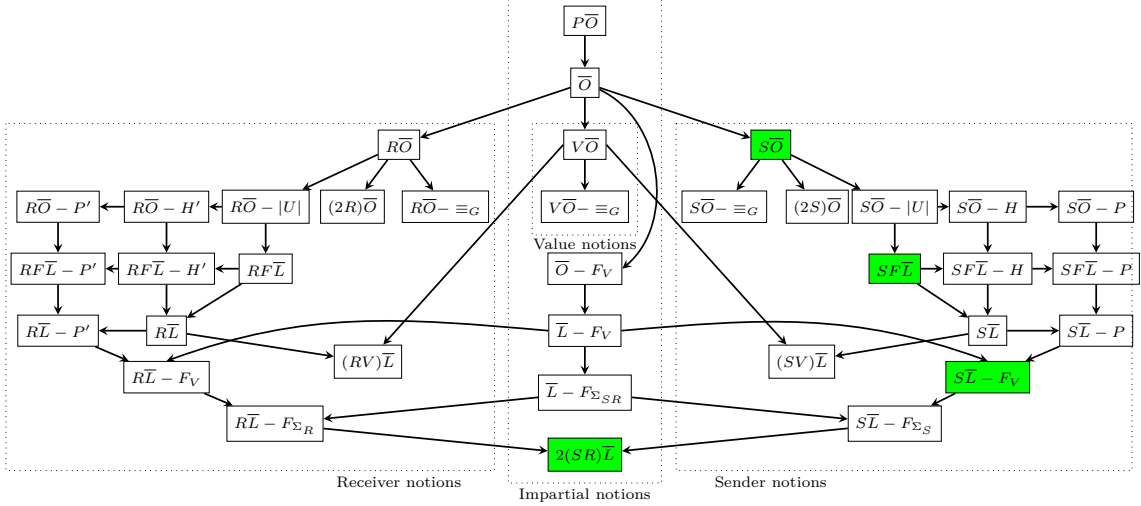 $P\overline{O}$
$\overline{O}$
$R\overline{O}$ $V\overline{O}$ $S\overline{O}$
$R\overline{O}-P'$ $R\overline{O}-H'$ $R\overline{O}-|U|$ $(2R)\overline{O}$ $R\overline{O}-\equiv_G$ $V\overline{O}-\equiv_G$ $S\overline{O}-\equiv_G$ $(2S)\overline{O}$ $S\overline{O}-|U|$ $S\overline{O}-H$ $S\overline{O}-P$
Value notions
$RF\overline{L}-P'$ $RF\overline{L}-H'$ $RF\overline{L}$ $\overline{O}-F_V$ $SF\overline{L}$ $SF\overline{L}-H$ $SF\overline{L}-P$
$R\overline{L}-P'$ $R\overline{L}$ $\overline{L}-F_V$ $S\overline{L}$ $S\overline{L}-P$
$(RV)\overline{L}$ $(SV)\overline{L}$
$R\overline{L}-F_V$ $S\overline{L}-F_V$
$\overline{L}-F_{\Sigma_{SR}}$
$R\overline{L}-F_{\Sigma_R}$ $S\overline{L}-F_{\Sigma_S}$
$2(SR)\overline{L}$
Receiver notions Impartial notions Sender notions